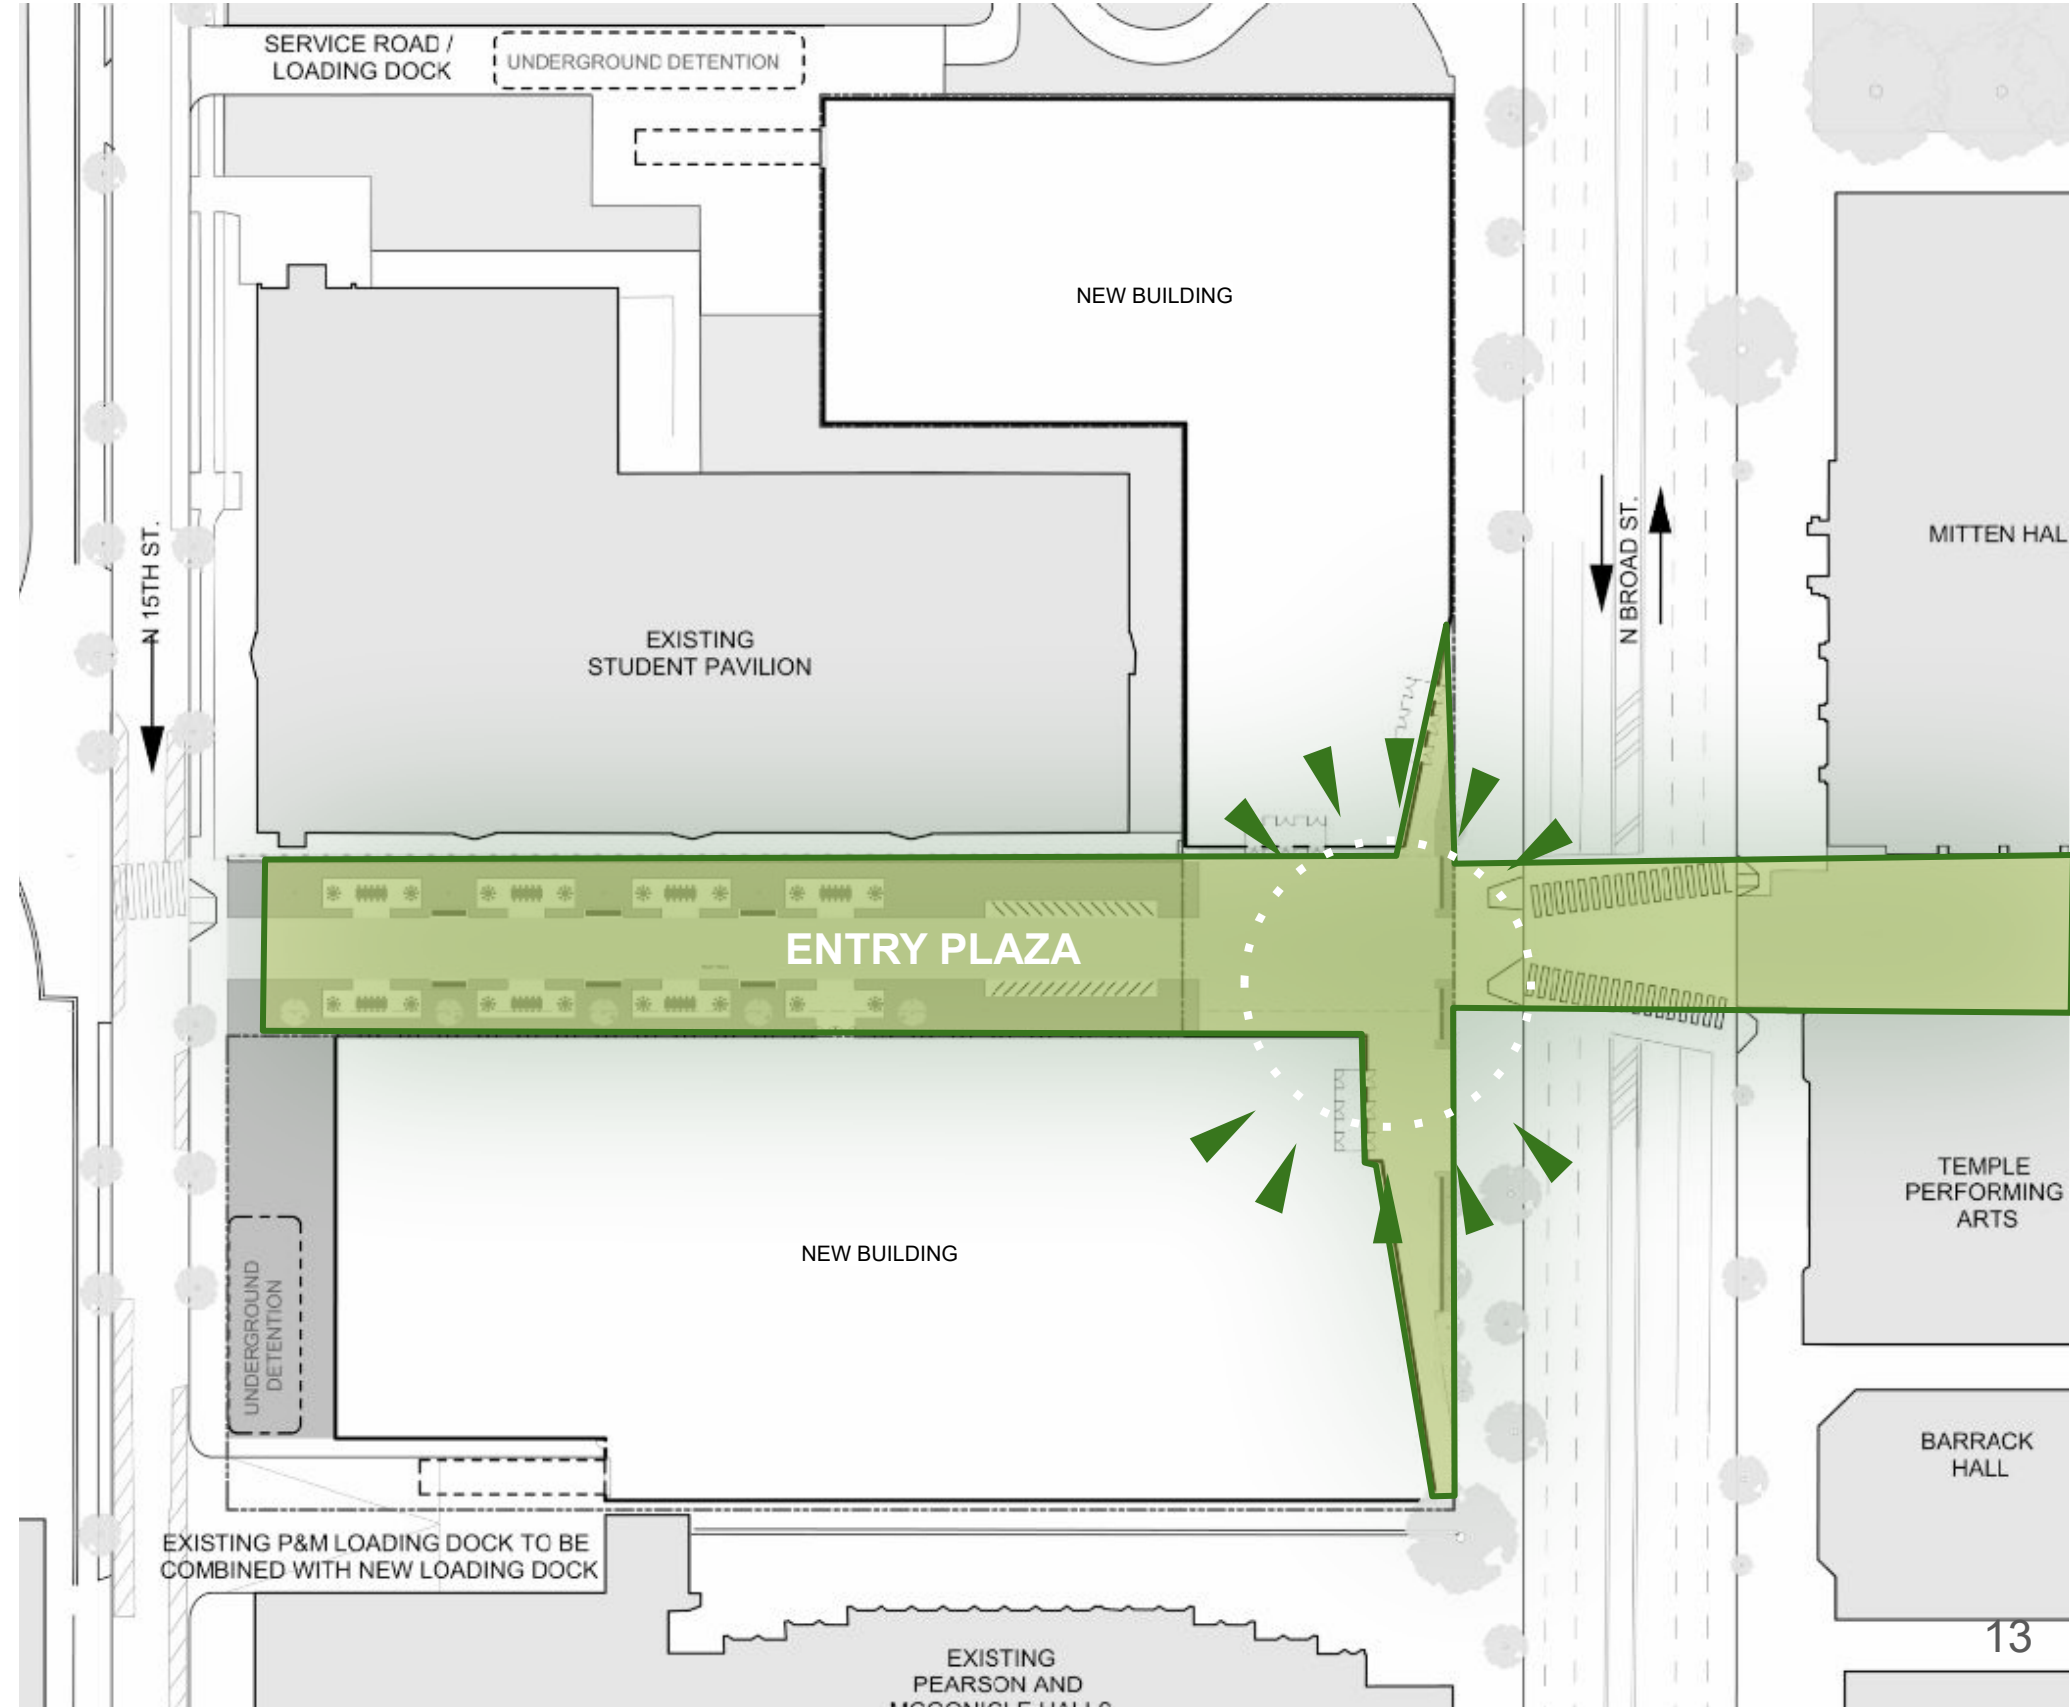 SERVICE ROAD /
LOADING DOCK
UNDERGROUND DETENTION
NEW BUILDING
N 15TH ST.
N BROAD ST.
MITTEN HAL
EXISTING
STUDENT PAVILION
ENTRY PLAZA
TEMPLE
PERFORMING
ARTS
NEW BUILDING
UNDERGROUND
DETENTION
BARRACK
HALL
EXISTING P&M LOADING DOCK TO BE
COMBINED WITH NEW LOADING DOCK
13
EXISTING
PEARSON AND